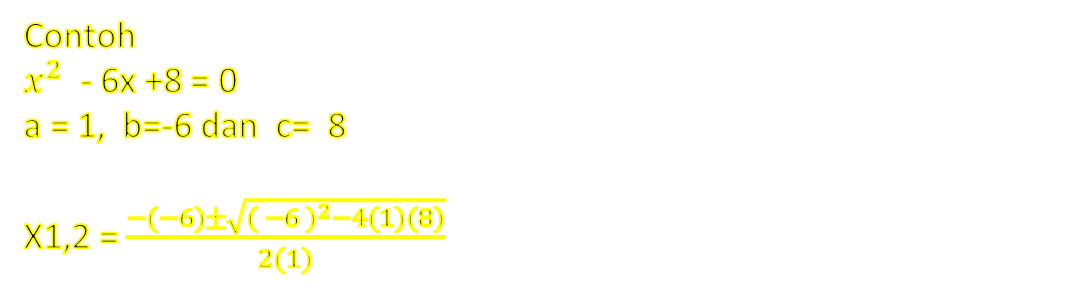 Contoh
x² - 6x +8 = 0
a = 1, b=-6 dan c= 8
X1,2 = −(−6)±√(( −6 )²−4(1)(8))
2(1)